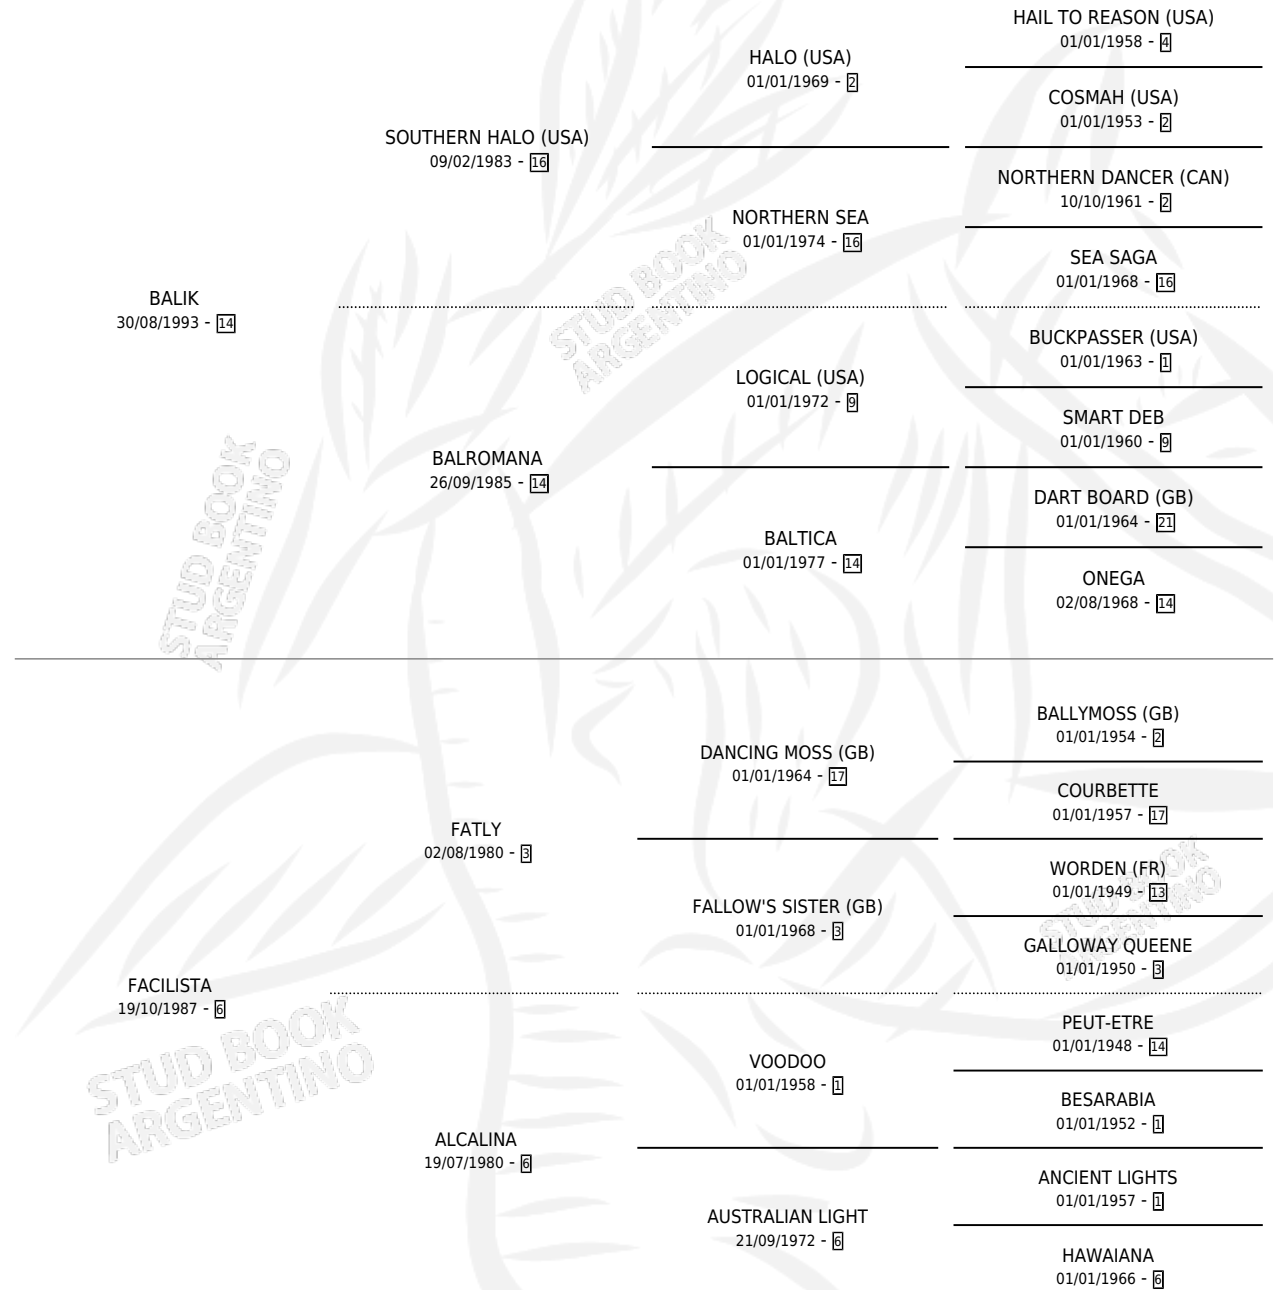 HAIL TO REASON (USA)
01/01/1958 - 4
HALO (USA)
01/01/1969 - 2
COSMAH (USA)
01/01/1953 - 2
SOUTHERN HALO (USA)
09/02/1983 - 16
NORTHERN DANCER (CAN)
10/10/1961 - 2
NORTHERN SEA
01/01/1974 - 16
SEA SAGA
01/01/1968 - 16
BALIK
30/08/1993 - 14
STUD BOOK
ARGENTINO
BUCKPASSER (USA)
01/01/1963 - 1
LOGICAL (USA)
01/01/1972 - 9
SMART DEB
01/01/1960 - 9
BALROMANA
26/09/1985 - 14
DART BOARD (GB)
01/01/1964 - 21
BALTICA
01/01/1977 - 14
ONEGA
02/08/1968 - 14
STUD BOOK
ARGENTINO
BALLYMOSS (GB)
01/01/1954 - 2
DANCING MOSS (GB)
01/01/1964 - 17
COURBETTE
01/01/1957 - 17
FATLY
02/08/1980 - 3
WORDEN (FR)
01/01/1949 - 13
FALLOW'S SISTER (GB)
01/01/1968 - 3
GALLOWAY QUEENE
01/01/1950 - 3
STUD BOOK
ARGENTINO
FACILISTA
19/10/1987 - 6
PEUT-ETRE
01/01/1948 - 14
VOODOO
01/01/1958 - 1
BESARABIA
01/01/1952 - 1
STUD BOOK
ARGENTINO
ALCALINA
19/07/1980 - 6
ANCIENT LIGHTS
01/01/1957 - 1
AUSTRALIAN LIGHT
21/09/1972 - 6
HAWAIANA
01/01/1966 - 6